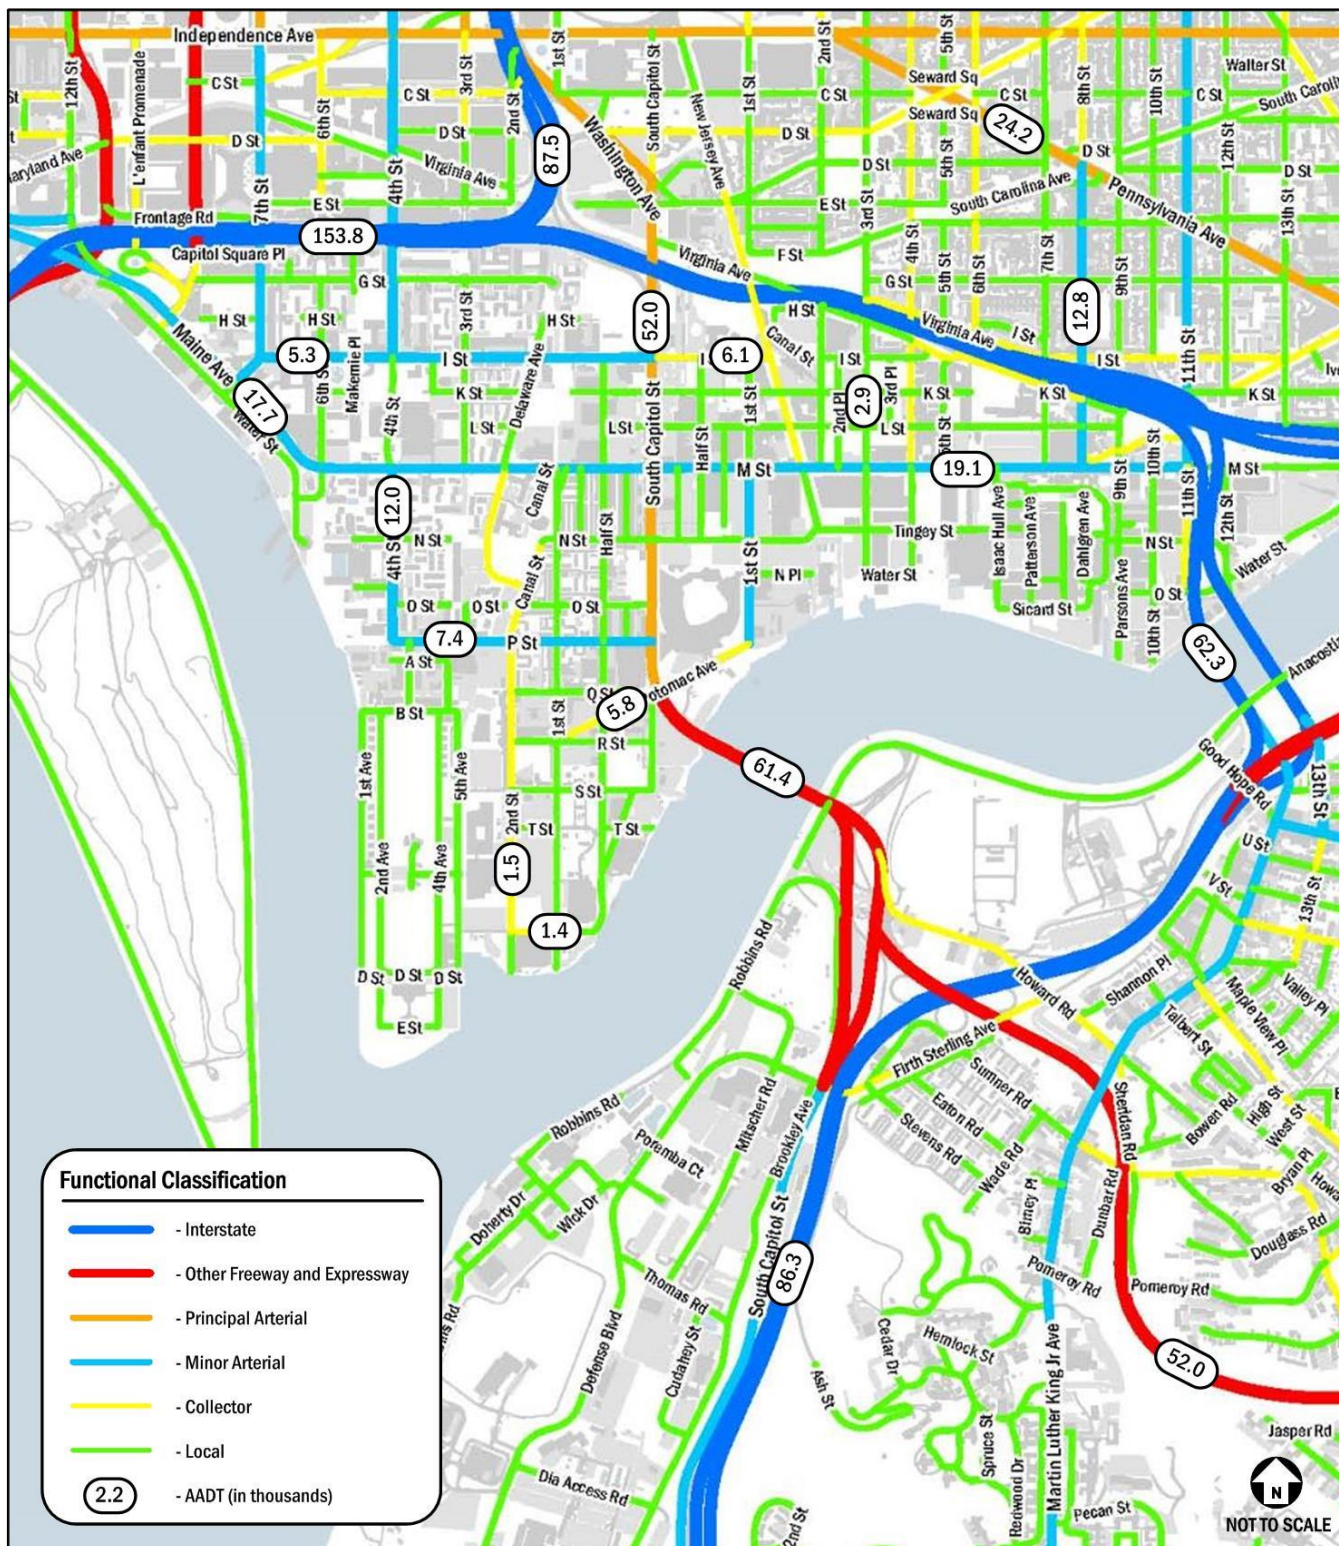 Independence Ave
12th St
L'enfant Promenade
C St
7th St
6th St
4th St
C St
3rd St
2nd St
1st St
Washington Ave
South Capitol St
New Jersey Ave
1st St
2nd St
C St
5th St
Seward Sq
Seward Sq
C St
24.2
8th St
10th St
11th St
C St
Walter St
South Carolin
D St
D St
D St
87.5
Virginia Ave
E St
Frontage Rd
153.8
Capitol Square Pl
D St
5th St
D St
South Carolina Ave
Pennsylvania Ave
12th St
D St
13th St
E St
3rd St
4th St
F St
Virginia Ave
G St
G St
5th St
6th St
7th St
9th St
12.8
H St
H St
3rd St
H St
52.0
H St
Canal St
Virginia Ave
I St
I St
11th St
Maine Ave
5.3
I St
6.1
I St
6th St
Makemie Pl
4th St
K St
Delaware Ave
L St
L St
South Capitol St
Half St
1st St
2nd Pl
2.9
3rd Pl
L St
K St
K St
K St
17.7
Water St
M St
19.1
M St
12.0
4th St
N St
Canal St
Canal St
N St
Half St
1st St
N Pl
Tingey St
Water St
Isaac Hull Ave
Patterson Ave
Dahlgren Ave
Sicard St
9th St
10th St
11th St
12th St
N St
O St
Parsons Ave
10th St
Water St
O St
O St
O St
7.4
P St
A St
B St
Q St
5.8
Potomac Ave
1st St
R St
61.4
62.3
Good Hope Rd
13th St
1st Ave
5th Ave
2nd Ave
4th Ave
2nd St
S St
T St
T St
1.5
1.4
D St
D St
D St
E St
U St
V St
13th St
Robbins Rd
Howard Rd
Shannon Pl
Talbert St
Maple View Pl
Valley Pl
Firth Sterling Ave
Sumner Rd
Eaton Rd
Stevens Rd
Wade Rd
Sheridan Rd
Bowen Rd
High St
West St
Bryan Pl
Robbins Rd
Poremba Ct
Mitscher Rd
Brookley Ave
Birney Pl
Dunbar Rd
Douglass Rd
Doherty Dr
Wick Dr
Thomas Rd
South Capitol St
86.3
Pomeroy Rd
Pomeroy Rd
Defense Blvd
Cudahey St
Dia Access Rd
Ash St
Cedar Dr
Hemlock St
Spruce St
Redwood Dr
Martin Luther King Jr Ave
52.0
Jasper Rd
Pecan St
2nd St
Functional Classification
- Interstate
- Other Freeway and Expressway
- Principal Arterial
- Minor Arterial
- Collector
- Local
2.2
- AADT (in thousands)
N
NOT TO SCALE